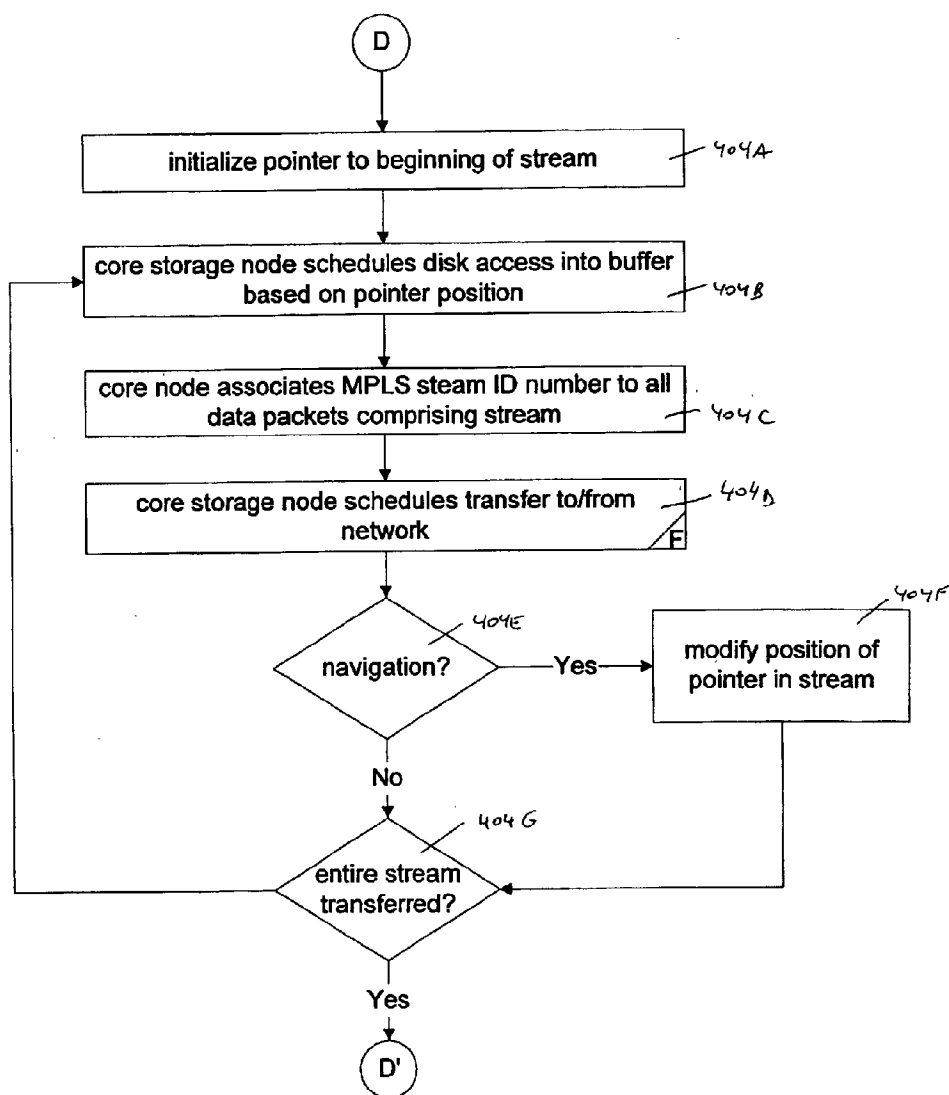 D
initialize pointer to beginning of stream
404A
core storage node schedules disk access into buffer
based on pointer position
404B
core node associates MPLS steam ID number to all
data packets comprising stream
404C
core storage node schedules transfer to/from
network
404D
F
navigation?
404E
Yes
modify position of
pointer in stream
404F
No
entire stream
transferred?
404G
Yes
D'